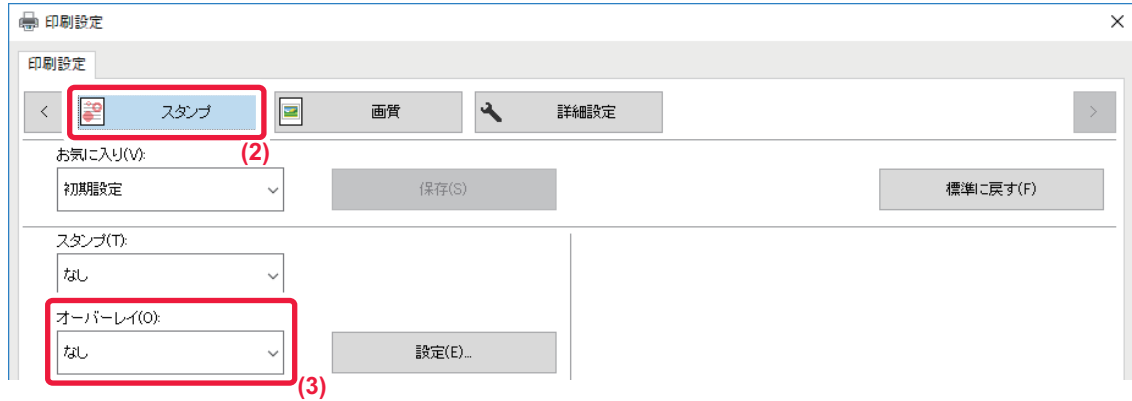 印刷設定
印刷設定
スタンプ
画質
詳細設定
(2)
お気に入り(V):
初期設定
保存(S)
標準に戻す(F)
スタンプ(T):
なし
オーバーレイ(O):
なし
設定(E)...
(3)